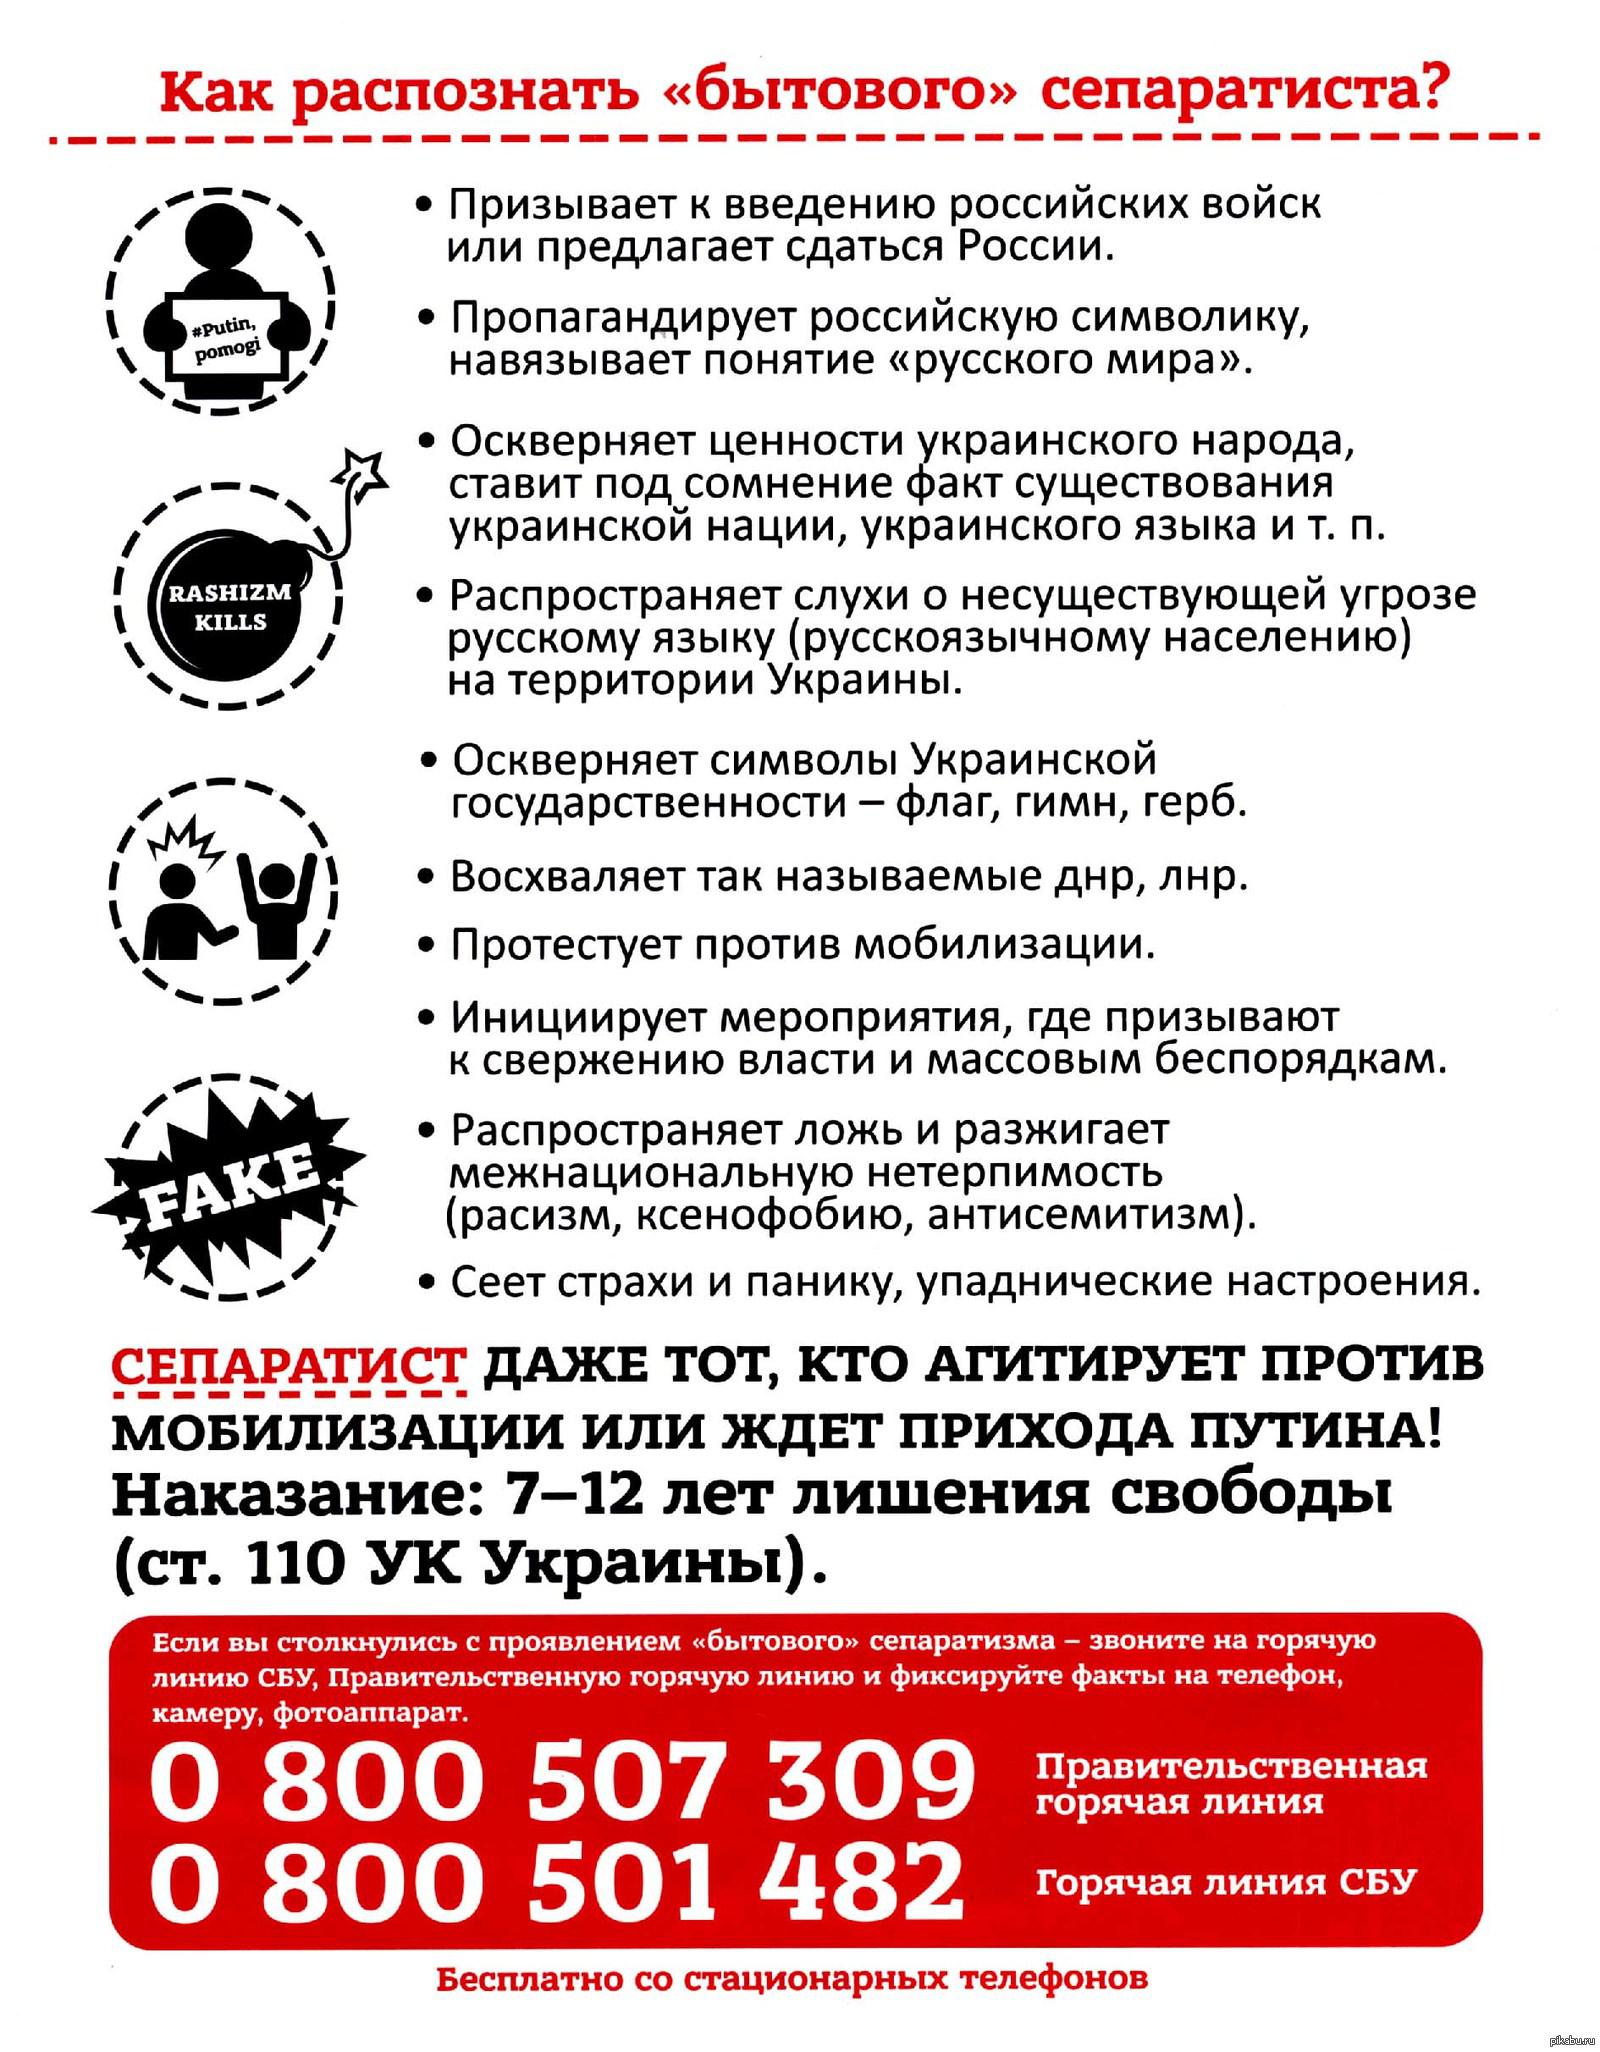 Как распознать «бытового» сепаратиста?
#Putin,
pomogi
• Призывает к введению российских войск
или предлагает сдаться России.
• Пропагандирует российскую символику,
навязывает понятие «русского мира».
RASHIZM
KILLS
• Оскверняет ценности украинского народа,
ставит под сомнение факт существования
украинской нации, украинского языка и т. п.
• Распространяет слухи о несуществующей угрозе
русскому языку (русскоязычному населению)
на территории Украины.
• Оскверняет символы Украинской
государственности – флаг, гимн, герб.
• Восхваляет так называемые днр, лнр.
• Протестует против мобилизации.
• Инициирует мероприятия, где призывают
к свержению власти и массовым беспорядкам.
FAKE
• Распространяет ложь и разжигает
межнациональную нетерпимость
(расизм, ксенофобию, антисемитизм).
• Сеет страхи и панику, упаднические настроения.
СЕПАРАТИСТ ДАЖЕ ТОТ, КТО АГИТИРУЕТ ПРОТИВ
МОБИЛИЗАЦИИ ИЛИ ЖДЕТ ПРИХОДА ПУТИНА!
Наказание: 7–12 лет лишения свободы
(ст. 110 УК Украины).
Если вы столкнулись с проявлением «бытового» сепаратизма – звоните на горячую
линию СБУ, Правительственную горячую линию и фиксируйте факты на телефон,
камеру, фотоаппарат.
0 800 507 309 Правительственная
горячая линия
0 800 501 482 Горячая линия СБУ
Бесплатно со стационарных телефонов
pikabu.ru